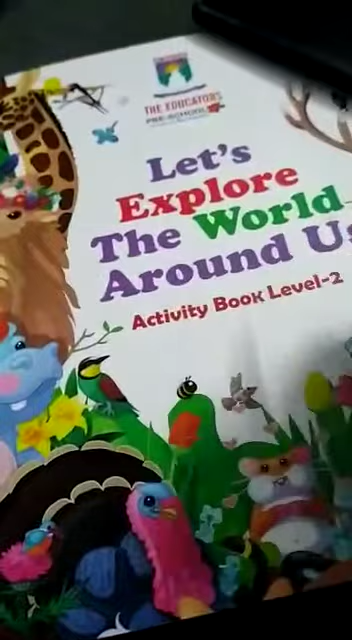 THE EDUCATORS
PRE-SCHOOL
Let's
Explore
The World
Around Us
Activity Book Level-2